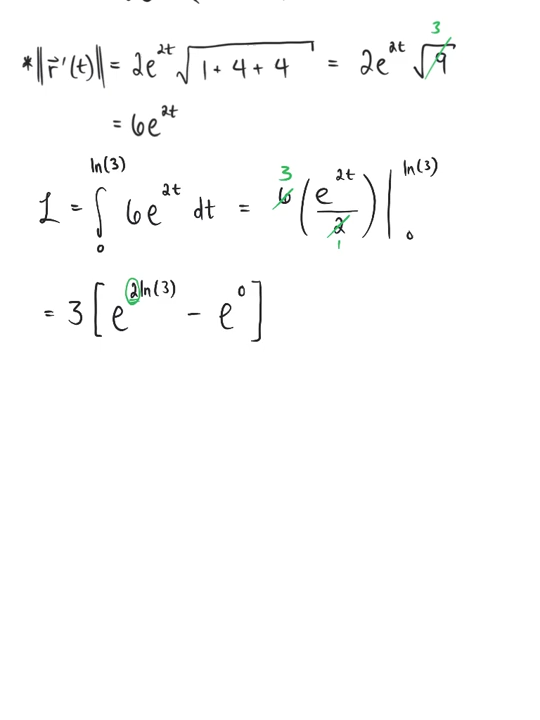 *‖r⃗'(t)‖ = 2e^{2t} √(1 + 4 + 4) = 2e^{2t} √9 3
= 6e^{2t}
L = ∫_0^{ln(3)} 6e^{2t} dt = 6 3 (e^{2t}/2 1) |_0^{ln(3)}
= 3 [e^{2ln(3)} - e^0]